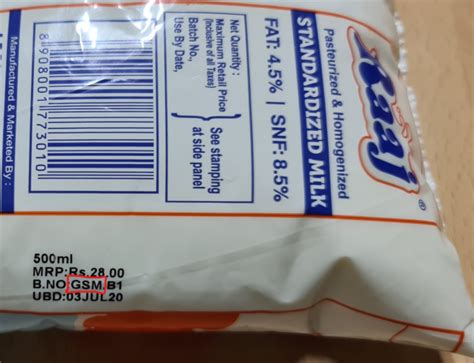 Raaj ®
Pasteurized & Homogenized
STANDARDIZED MILK
FAT: 4.5% | SNF: 8.5%
Net Quantity :
Maximum Retail Price
(Inclusive of all Taxes)
Batch No.,
Use By Date,
See stamping
at side panel
8908001773010
Manufactured & Marketed By :
500ml
MRP:Rs.28.00
B.NO:GSM.B1
UBD:03JUL20